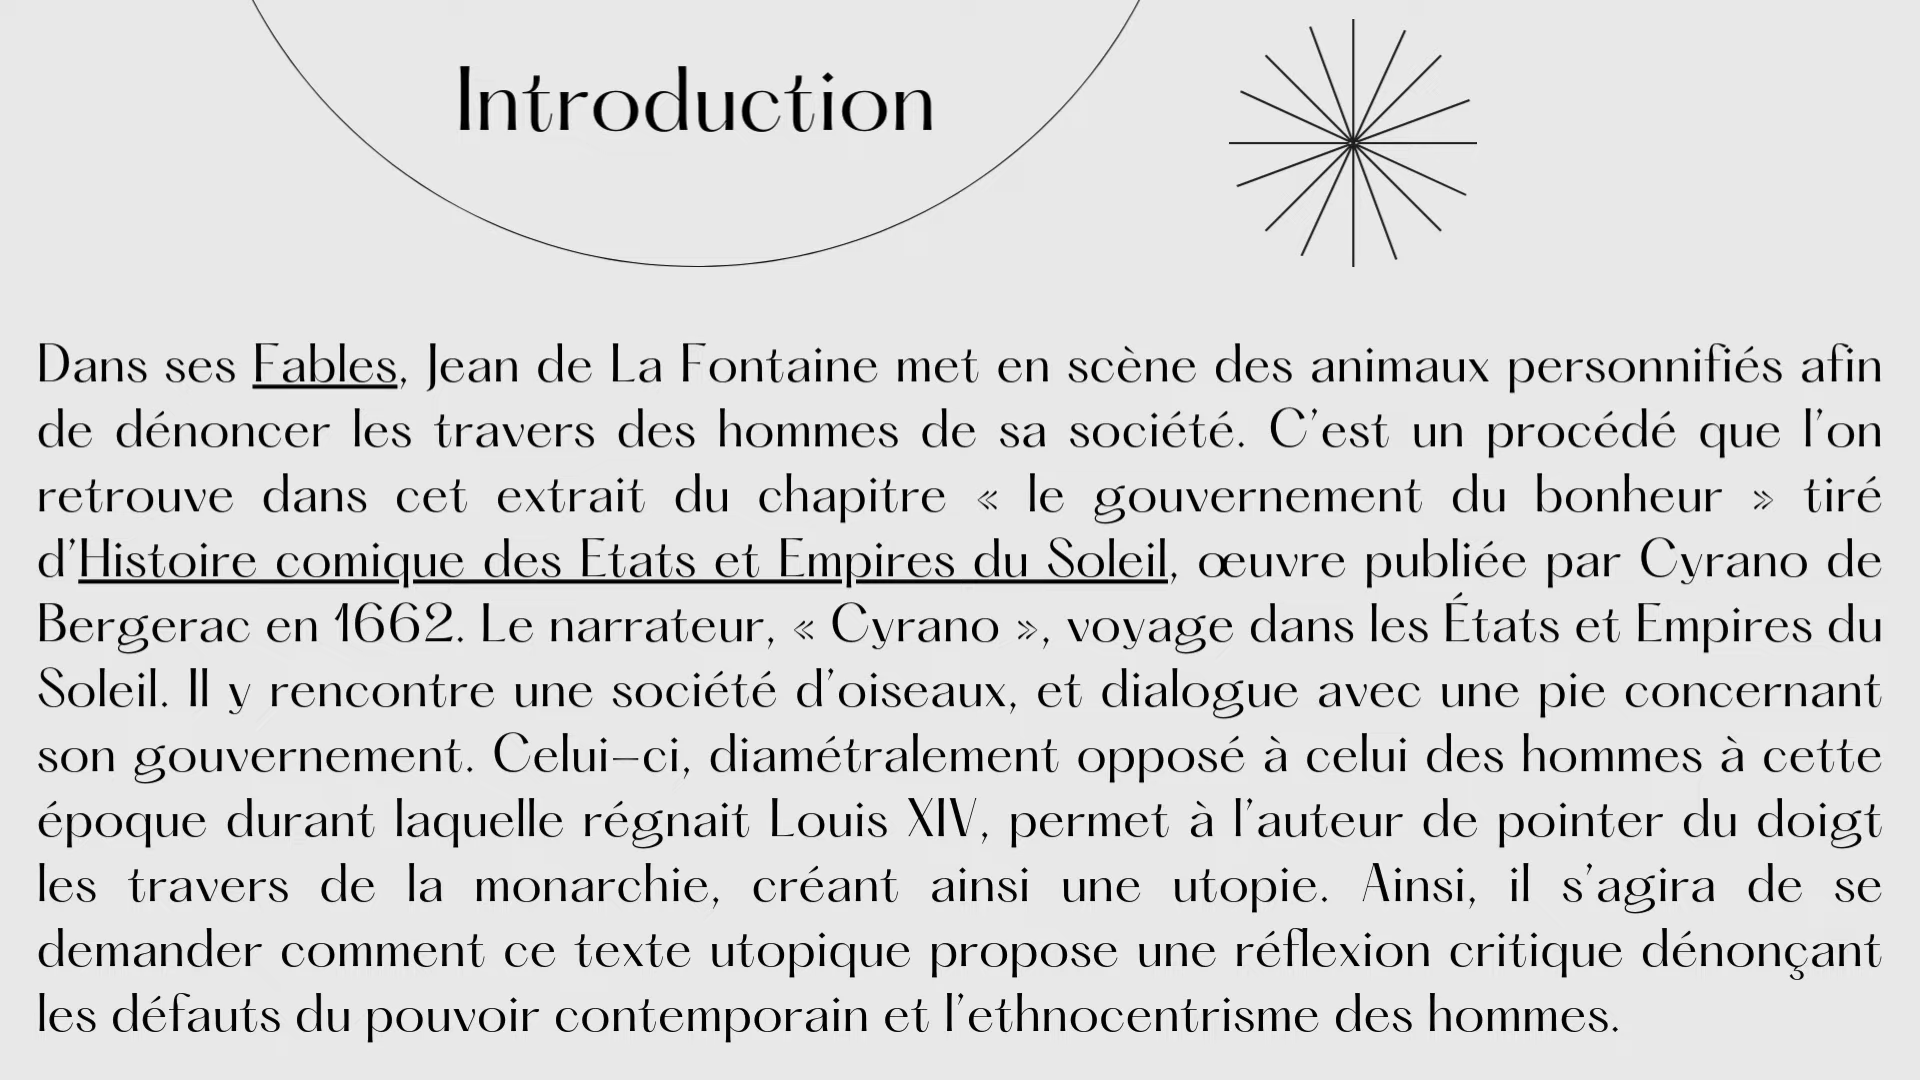 Introduction
Dans ses Fables, Jean de La Fontaine met en scène des animaux personnifiés afin
de dénoncer les travers des hommes de sa société. C’est un procédé que l’on
retrouve dans cet extrait du chapitre « le gouvernement du bonheur » tiré
d’Histoire comique des Etats et Empires du Soleil, œuvre publiée par Cyrano de
Bergerac en 1662. Le narrateur, « Cyrano », voyage dans les États et Empires du
Soleil. Il y rencontre une société d’oiseaux, et dialogue avec une pie concernant
son gouvernement. Celui-ci, diamétralement opposé à celui des hommes à cette
époque durant laquelle régnait Louis XIV, permet à l’auteur de pointer du doigt
les travers de la monarchie, créant ainsi une utopie. Ainsi, il s’agira de se
demander comment ce texte utopique propose une réflexion critique dénonçant
les défauts du pouvoir contemporain et l’ethnocentrisme des hommes.